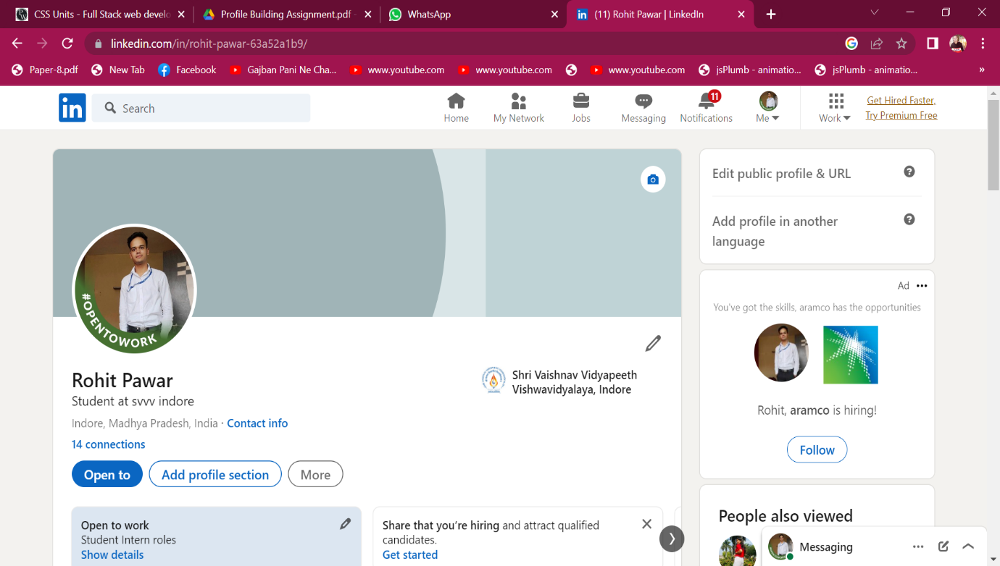 CSS Units - Full Stack web develo
Profile Building Assignment.pdf -
WhatsApp
in (11) Rohit Pawar | LinkedIn
linkedin.com/in/rohit-pawar-63a52a1b9/
Paper-8.pdf
New Tab
Facebook
Gajban Pani Ne Cha...
www.youtube.com
www.youtube.com
www.youtube.com
jsPlumb - animatio...
jsPlumb - animatio...
»
in
Search
Home
My Network
Jobs
Messaging
11
Notifications
Me
Work
Get Hired Faster,
Try Premium Free
#OPENTOWORK
Rohit Pawar
Student at svvv indore
Indore, Madhya Pradesh, India · Contact info
14 connections
Shri Vaishnav Vidyapeeth
Vishwavidyalaya, Indore
Open to
Add profile section
More
Open to work
Student Intern roles
Show details
Share that you're hiring and attract qualified
candidates.
Get started
Edit public profile & URL
Add profile in another
language
Ad
You've got the skills, aramco has the opportunities
Rohit, aramco is hiring!
Follow
People also viewed
Messaging